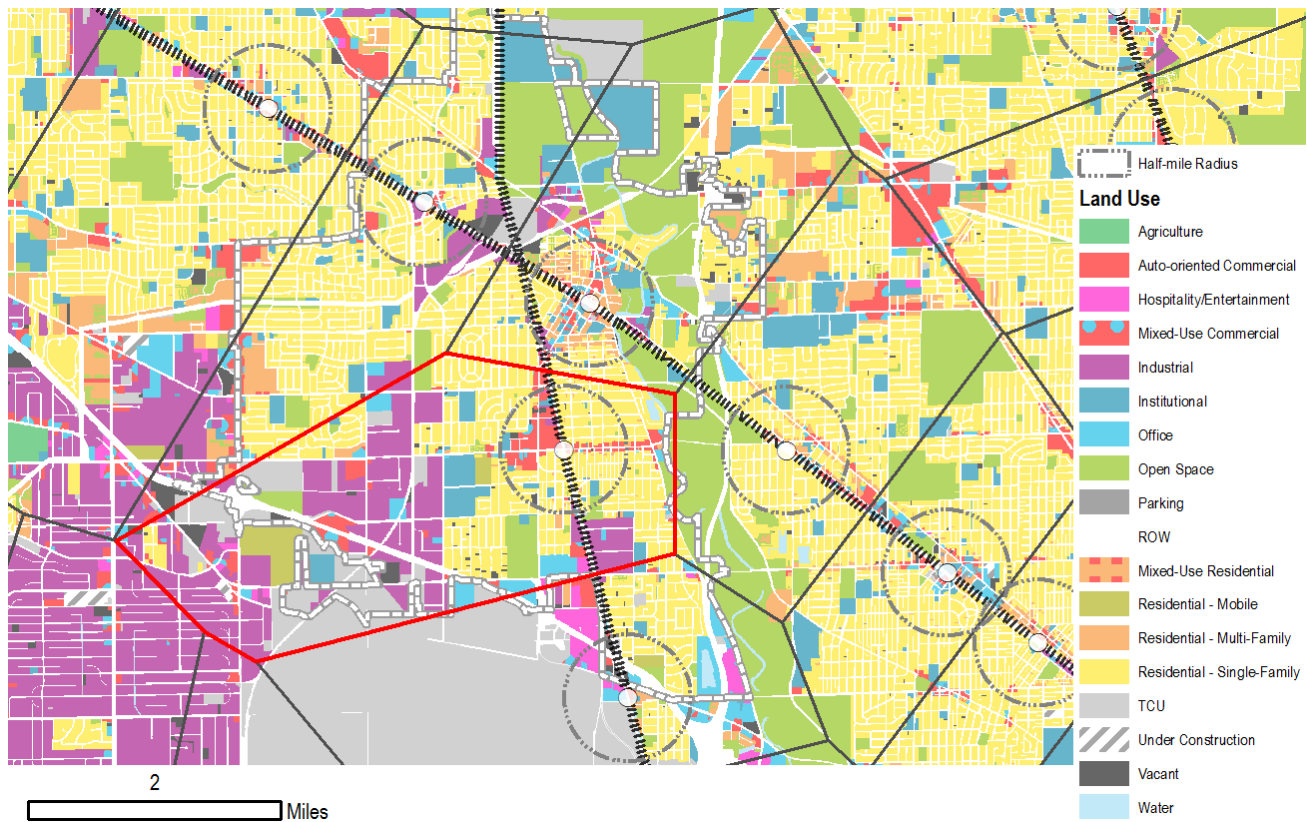 Half-mile Radius
Land Use
Agriculture
Auto-oriented Commercial
Hospitality/Entertainment
Mixed-Use Commercial
Industrial
Institutional
Office
Open Space
Parking
ROW
Mixed-Use Residential
Residential - Mobile
Residential - Multi-Family
Residential - Single-Family
TCU
Under Construction
Vacant
Water
2
Miles